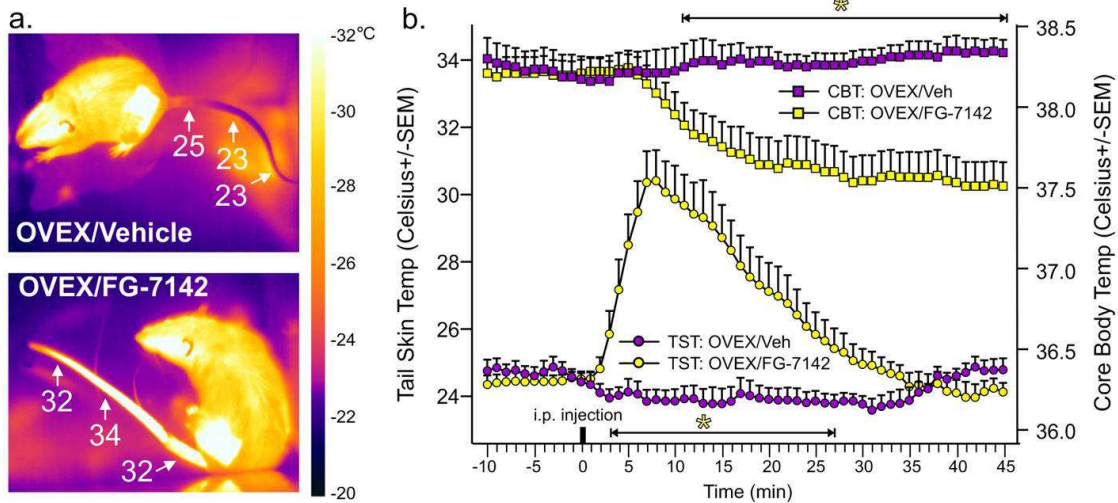 a.
-32°C
-30
-28
-26
-24
-22
-20
25
23
23
OVEX/Vehicle
OVEX/FG-7142
32
34
32
b.
*
Tail Skin Temp (Celsius+/-SEM)
34
32
30
28
26
24
38.5
38.0
37.5
37.0
36.5
36.0
Core Body Temp (Celsius+/-SEM)
CBT: OVEX/Veh
CBT: OVEX/FG-7142
TST: OVEX/Veh
TST: OVEX/FG-7142
i.p. injection
*
-10 -5 0 5 10 15 20 25 30 35 40 45
Time (min)